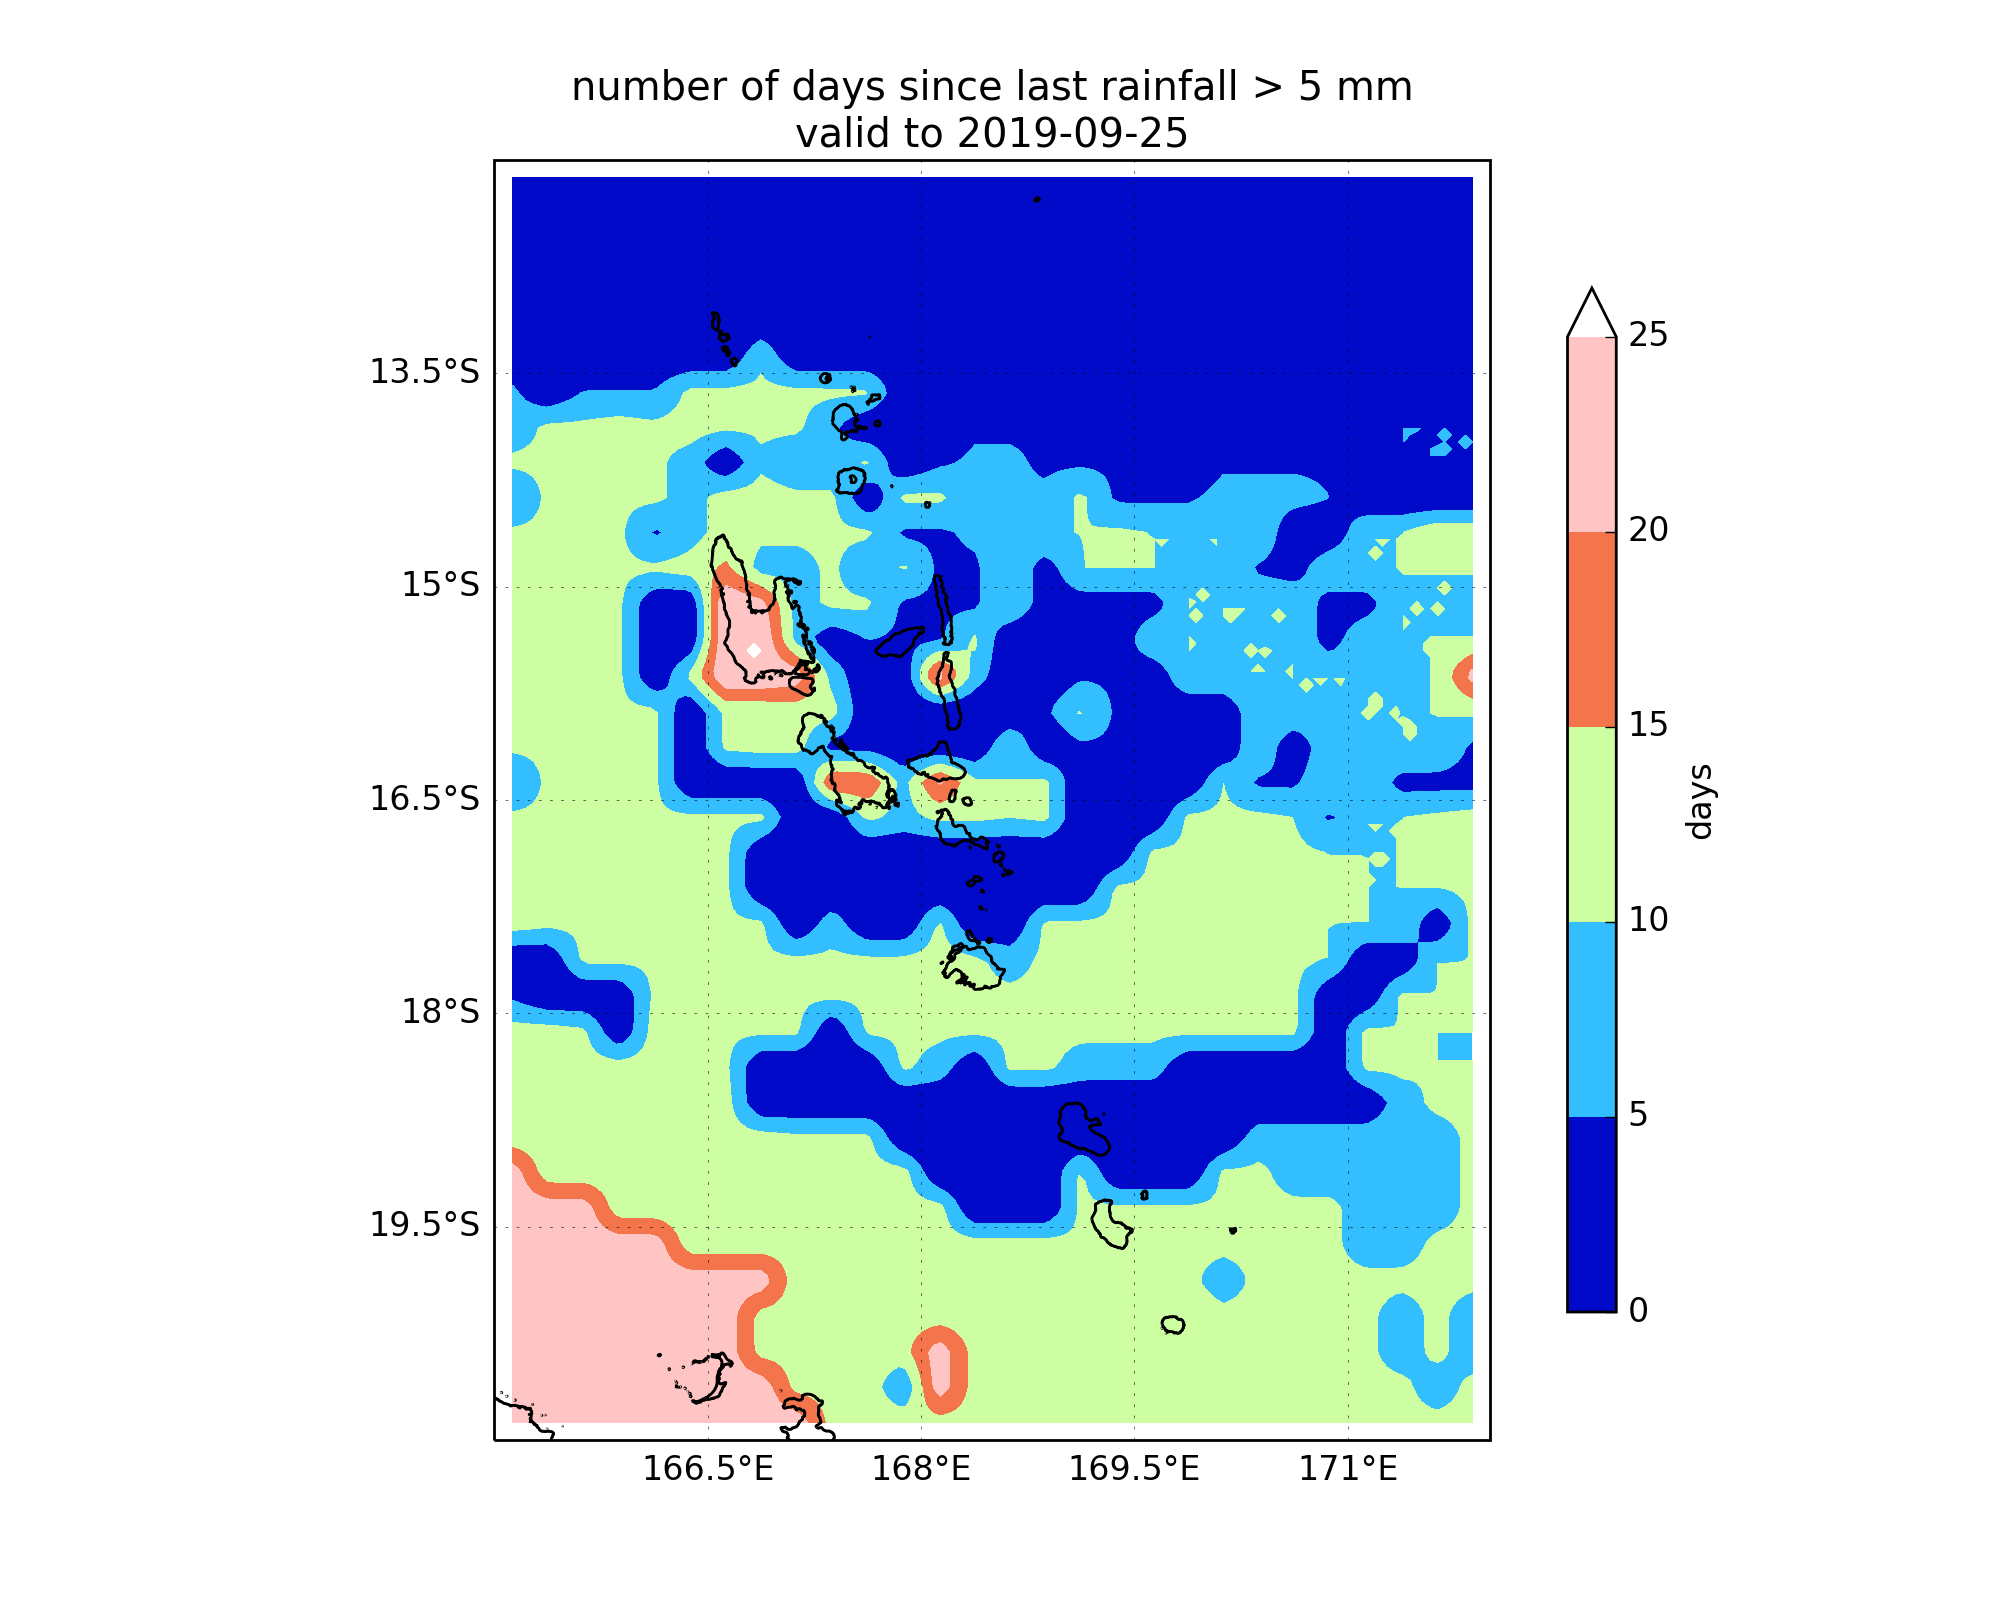 number of days since last rainfall > 5 mm
valid to 2019-09-25
13.5°S
15°S
16.5°S
18°S
19.5°S
166.5°E
168°E
169.5°E
171°E
25
20
15
10
5
0
days